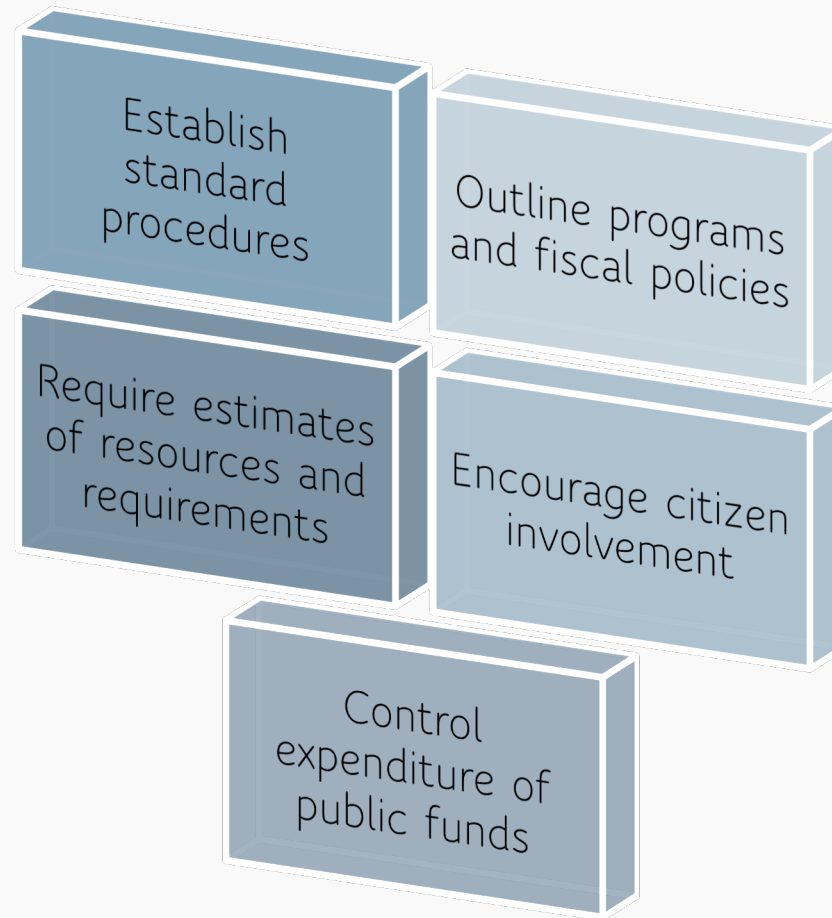 Establish
standard
procedures
Outline programs
and fiscal policies
Require estimates
of resources and
requirements
Encourage citizen
involvement
Control
expenditure of
public funds